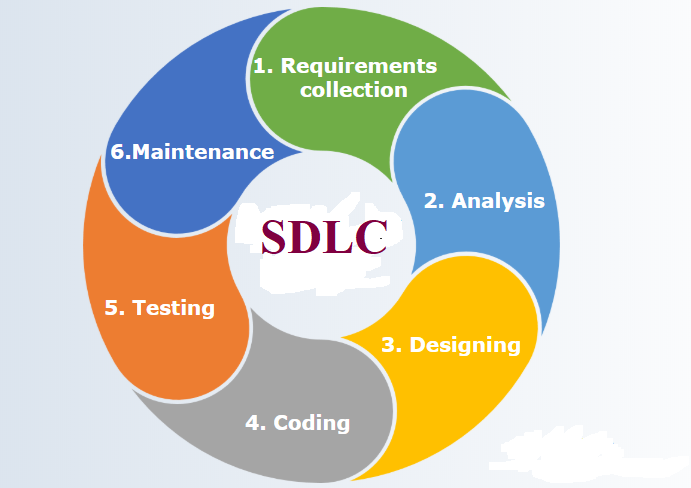 1. Requirements
collection
2. Analysis
3. Designing
4. Coding
5. Testing
6.Maintenance
SDLC